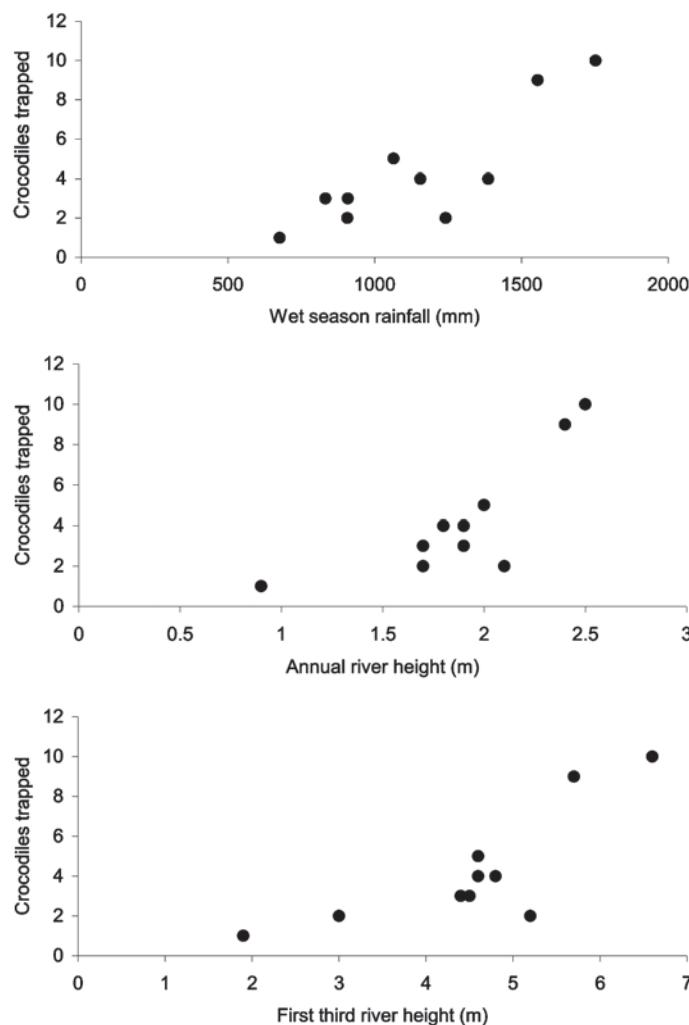 12
10
8
6
4
2
0
Crocodiles trapped
0 500 1000 1500 2000
Wet season rainfall (mm)
12
10
8
6
4
2
0
Crocodiles trapped
0 0.5 1 1.5 2 2.5 3
Annual river height (m)
12
10
8
6
4
2
0
Crocodiles trapped
0 1 2 3 4 5 6 7
First third river height (m)